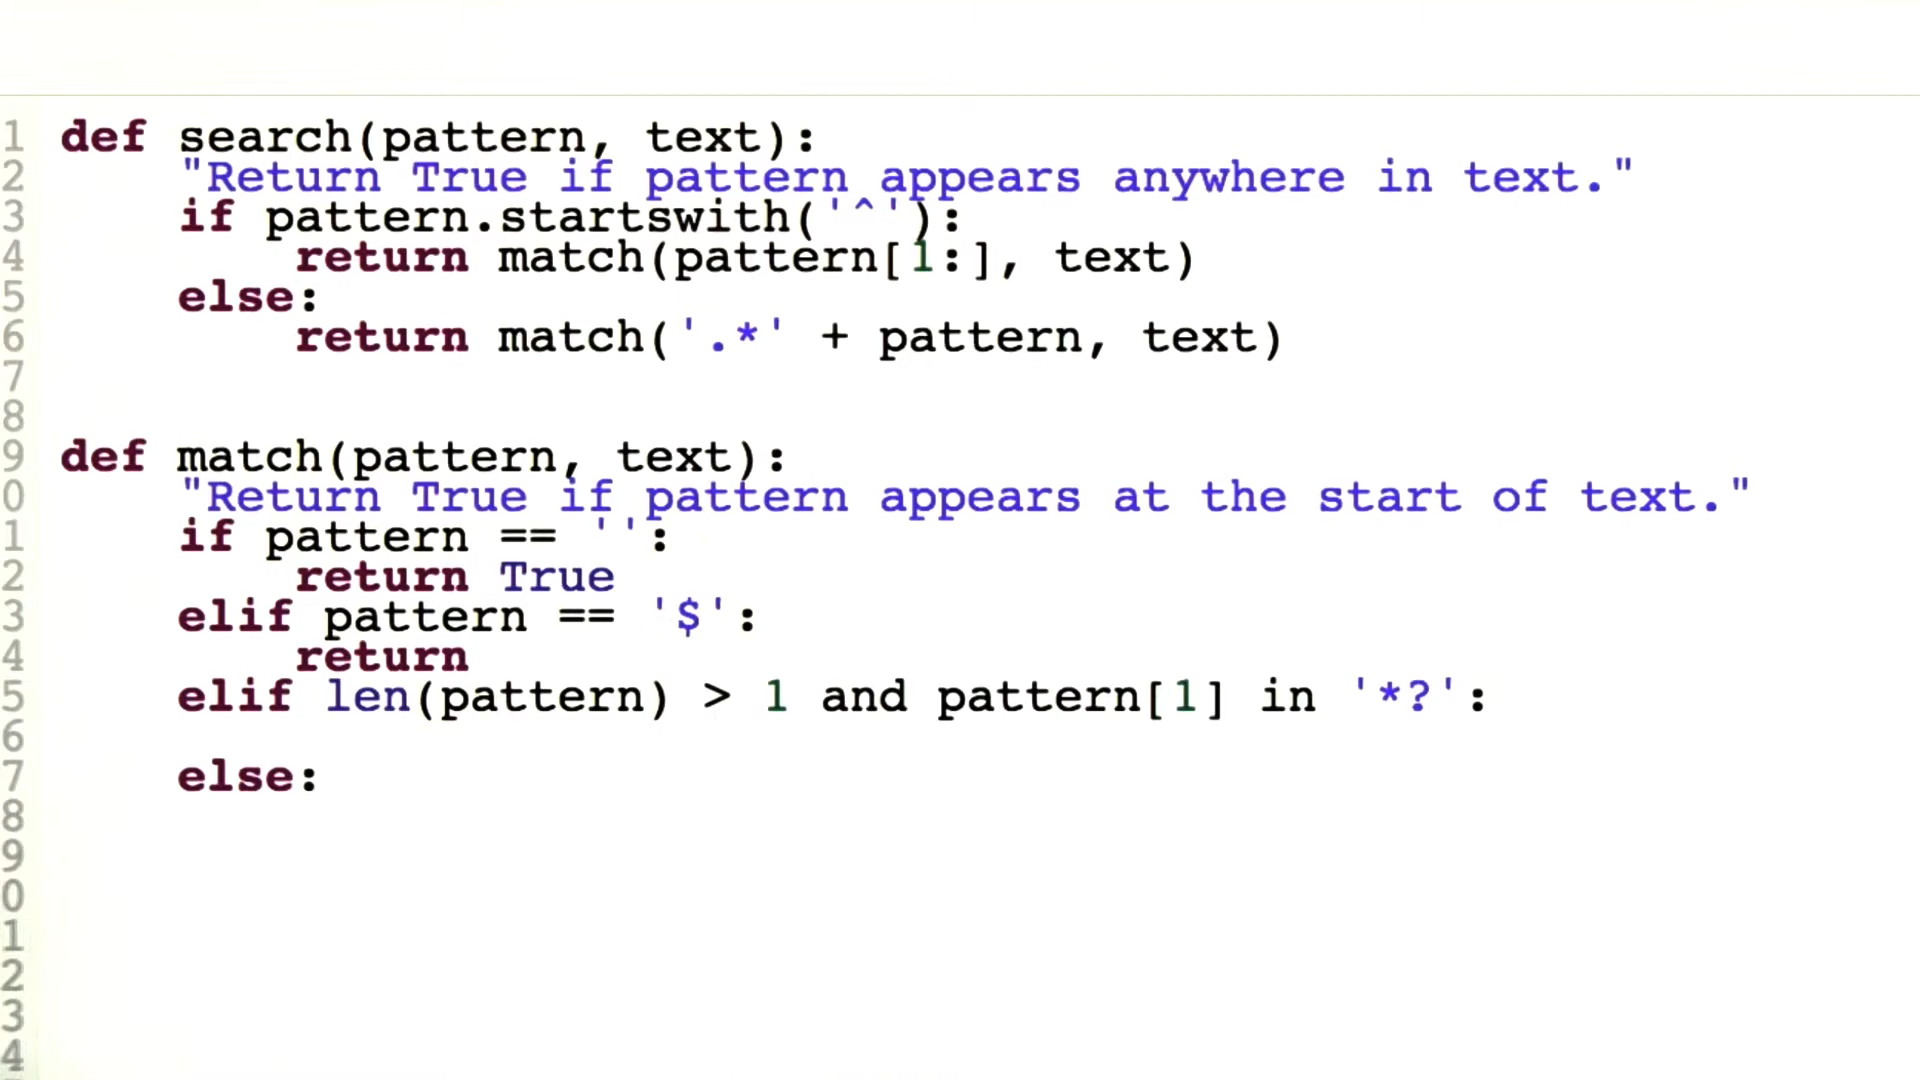 1 def search(pattern, text):
2 "Return True if pattern appears anywhere in text."
3 if pattern.startswith('^'):
4 return match(pattern[1:], text)
5 else:
6 return match('.*' + pattern, text)
7
8
9 def match(pattern, text):
0 "Return True if pattern appears at the start of text."
1 if pattern == '':
2 return True
3 elif pattern == '$':
4 return
5 elif len(pattern) > 1 and pattern[1] in '*?':
6
7 else:
8
9
0
1
2
3
4